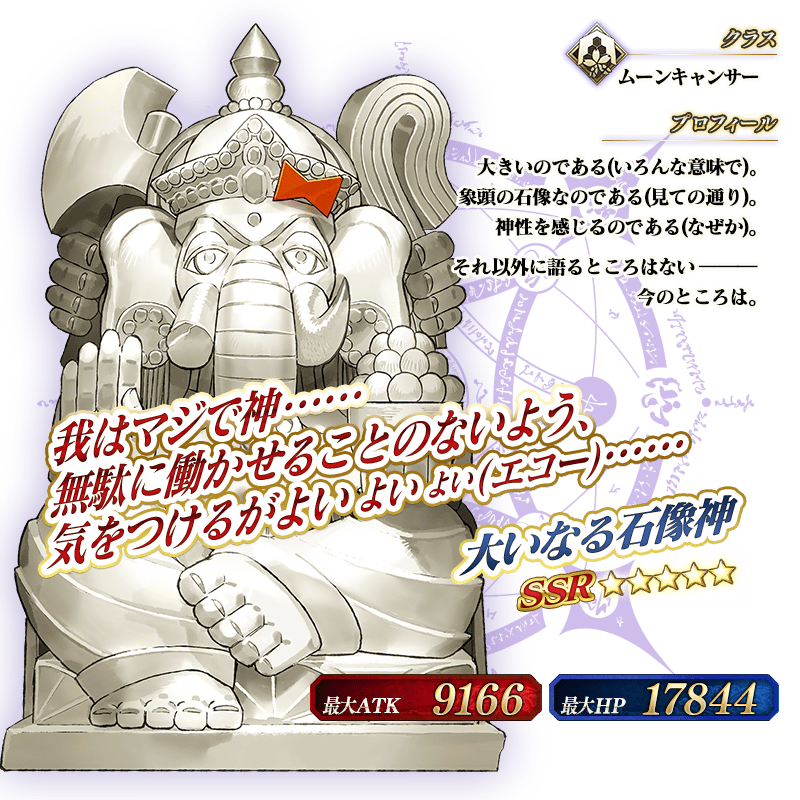 クラス
ムーンキャンサー
プロフィール
大きいのである(いろんな意味で)。
象頭の石像なのである(見ての通り)。
神性を感じるのである(なぜか)。
それ以外に語るところはない―――
今のところは。
我はマジで神……
無駄に働かせることのないよう、
気をつけるがよい よい よい (エコー)……
大いなる石像神
SSR ☆☆☆☆☆
最大ATK 9166
最大HP 17844